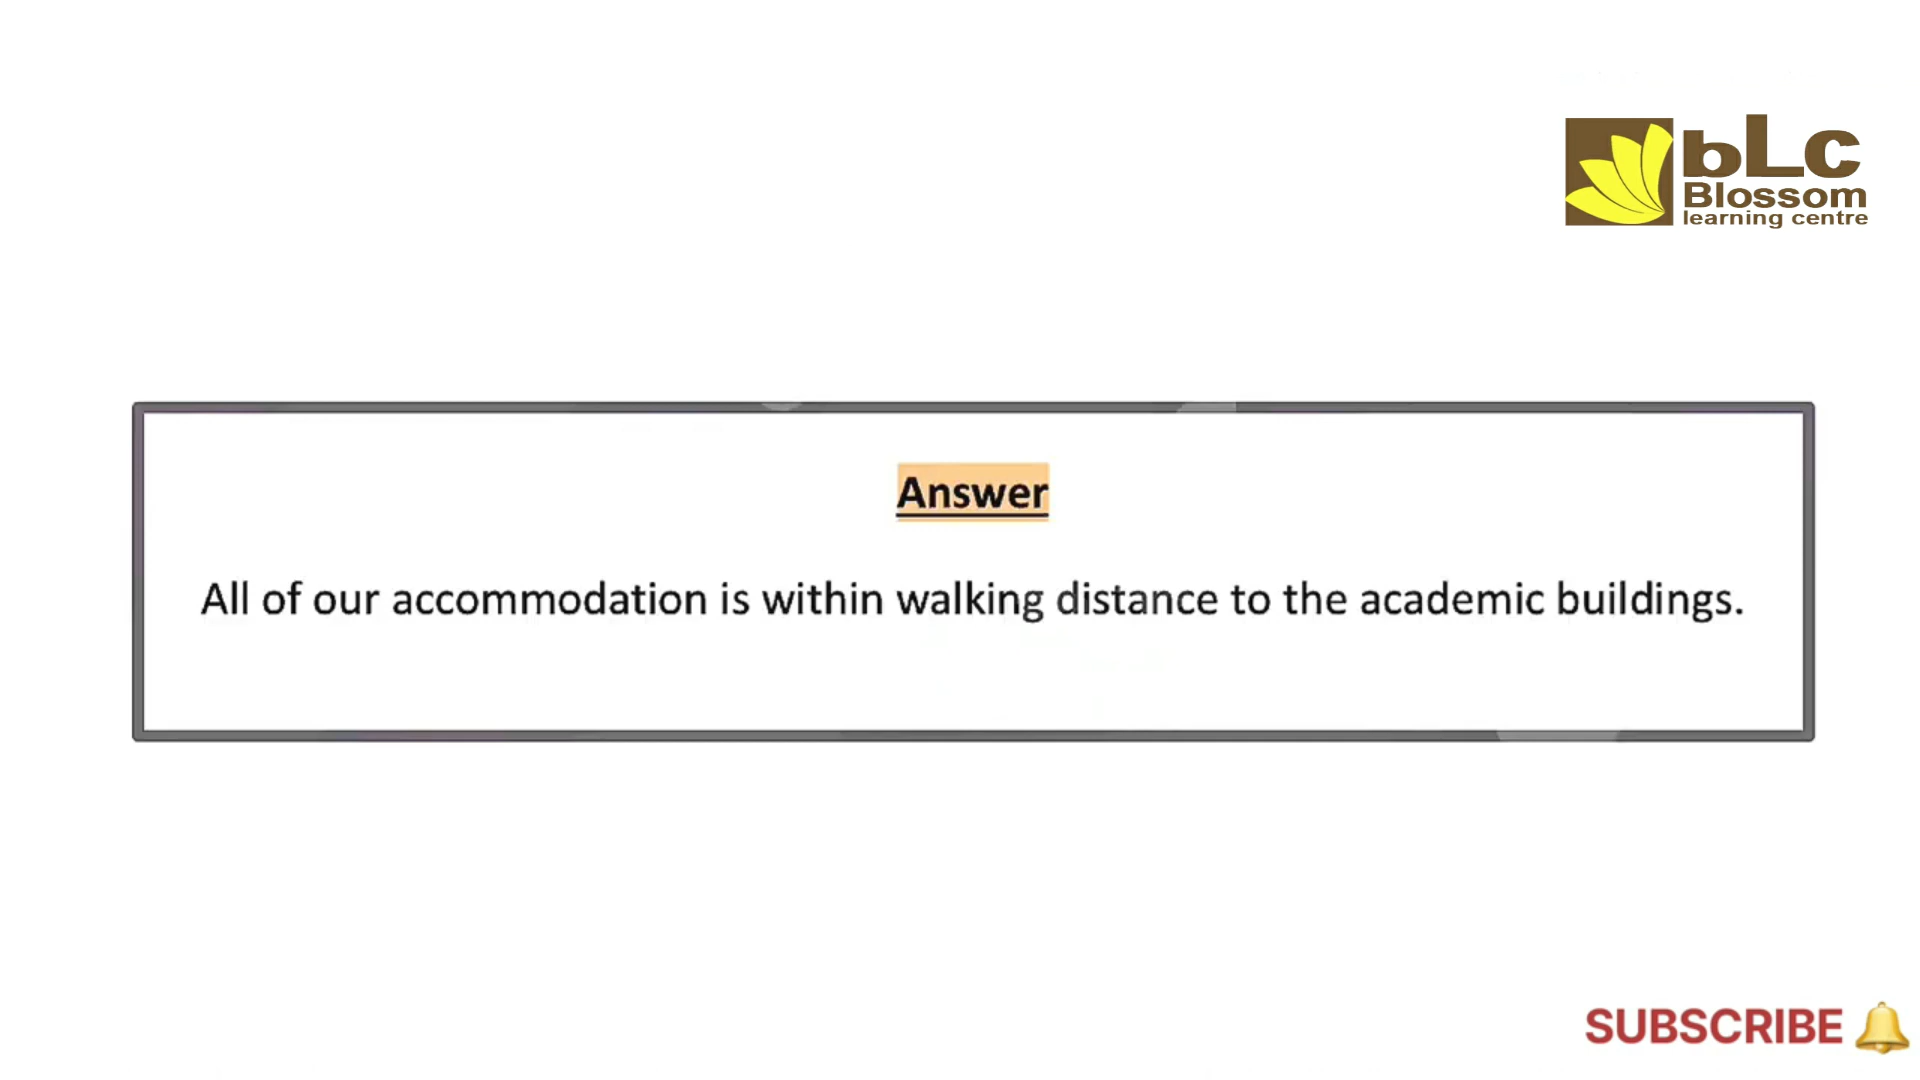 bLc
Blossom
learning centre
Answer
All of our accommodation is within walking distance to the academic buildings.
SUBSCRIBE